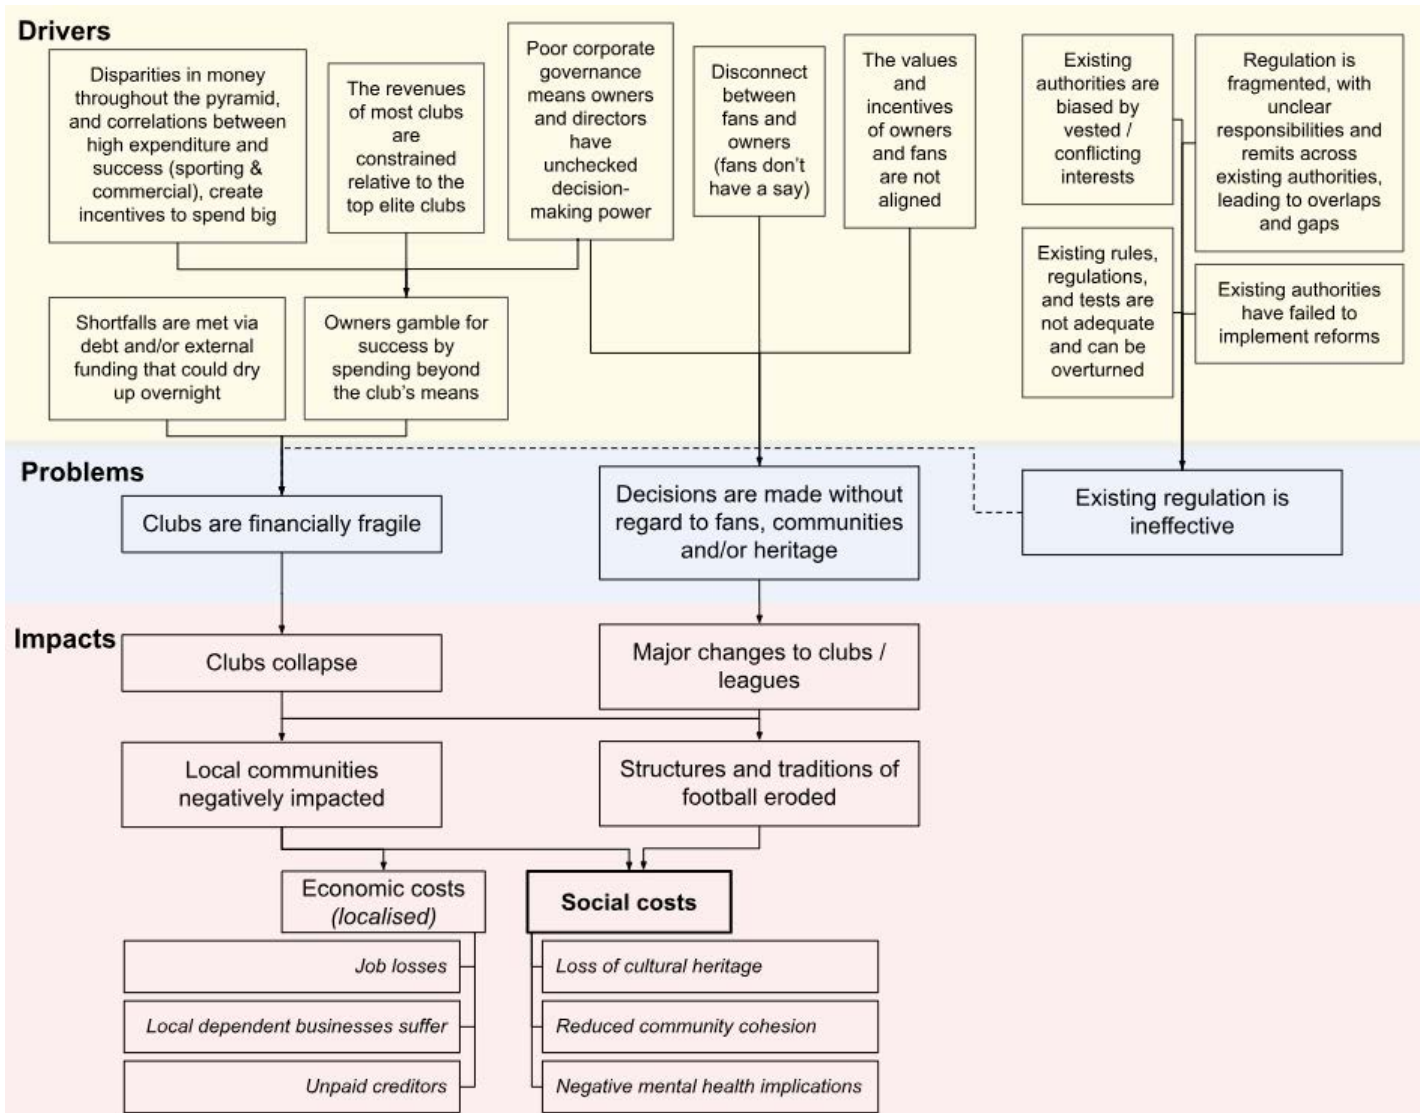 Drivers
Disparities in money
throughout the pyramid,
and correlations between
high expenditure and
success (sporting &
commercial), create
incentives to spend big
The revenues
of most clubs
are
constrained
relative to the
top elite clubs
Poor corporate
governance
means owners
and directors
have
unchecked
decision-
making power
Disconnect
between
fans and
owners
(fans don't
have a say)
The values
and
incentives
of owners
and fans
are not
aligned
Existing
authorities are
biased by
vested /
conflicting
interests
Regulation is
fragmented, with
unclear
responsibilities and
remits across
existing authorities,
leading to overlaps
and gaps
Shortfalls are met via
debt and/or external
funding that could dry
up overnight
Owners gamble for
success by
spending beyond
the club's means
Existing rules,
regulations,
and tests are
not adequate
and can be
overturned
Existing authorities
have failed to
implement reforms
Problems
Clubs are financially fragile
Decisions are made without
regard to fans, communities
and/or heritage
Existing regulation is
ineffective
Impacts
Clubs collapse
Major changes to clubs /
leagues
Local communities
negatively impacted
Structures and traditions of
football eroded
Economic costs
(localised)
Social costs
Job losses
Local dependent businesses suffer
Unpaid creditors
Loss of cultural heritage
Reduced community cohesion
Negative mental health implications